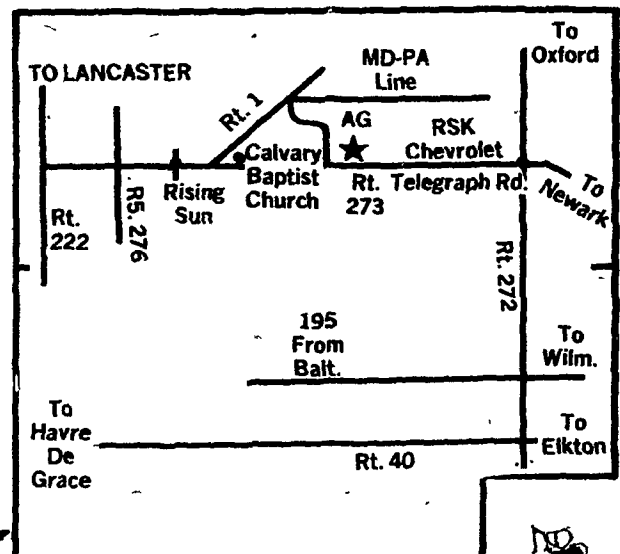 To
Oxford
TO LANCASTER
MD-PA
Line
Rt. 1
AG
RSK
Chevrolet
Calvary
Baptist
Church
Rising
Sun
Rt.
273
Telegraph Rd.
To
Newark
R5. 276
Rt.
222
Rt. 272
195
From
Balt.
To
Wilm.
To
Havre
De
Grace
Rt. 40
To
Elkton